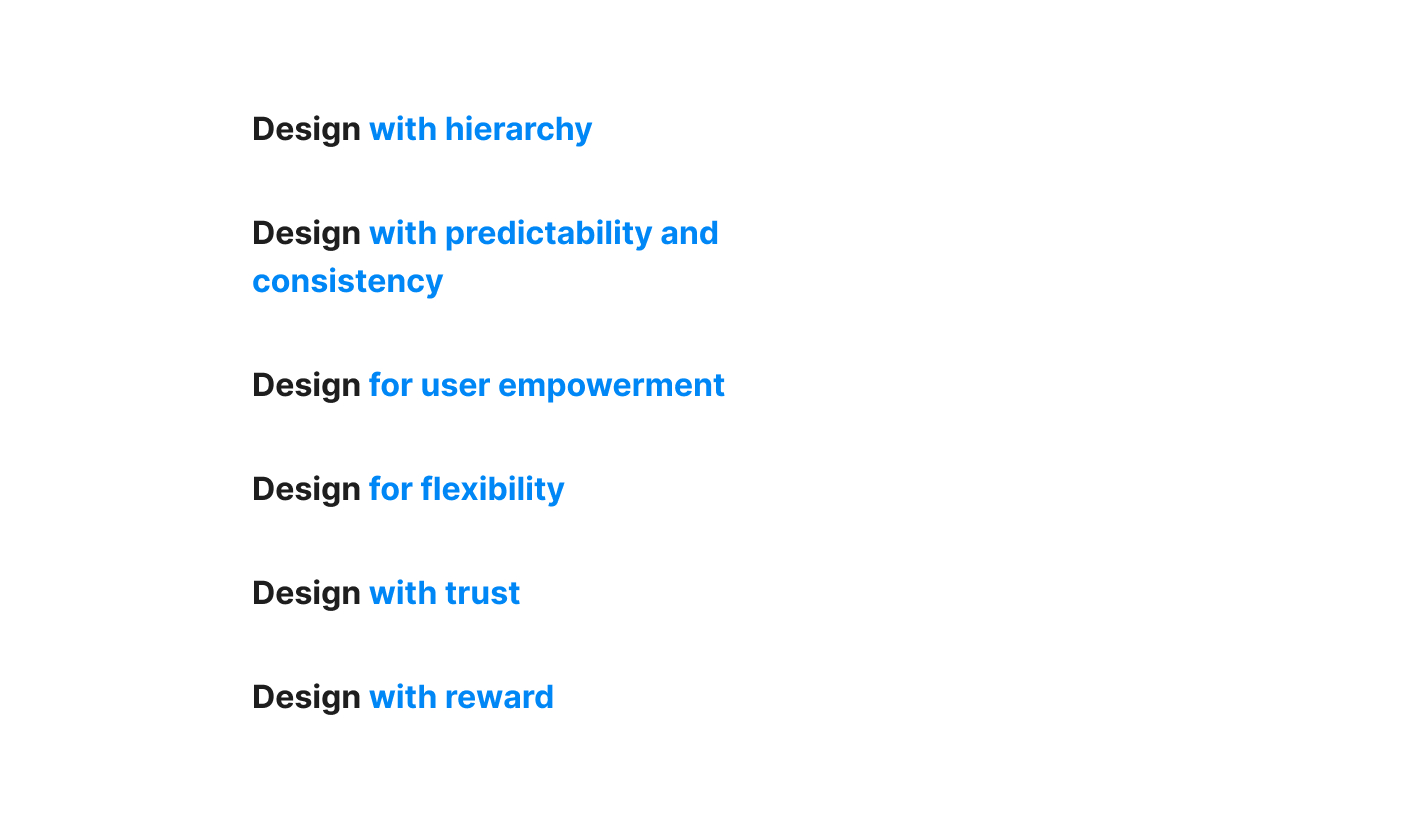 Design with hierarchy
Design with predictability and
consistency
Design for user empowerment
Design for flexibility
Design with trust
Design with reward